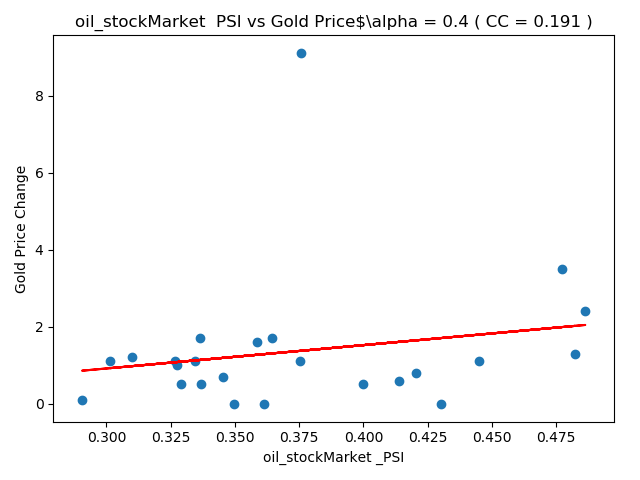 oil_stockMarket  PSI vs Gold Price$\alpha = 0.4 ( CC = 0.191 )
Gold Price Change
8
6
4
2
0
0.300 0.325 0.350 0.375 0.400 0.425 0.450 0.475
oil_stockMarket _PSI